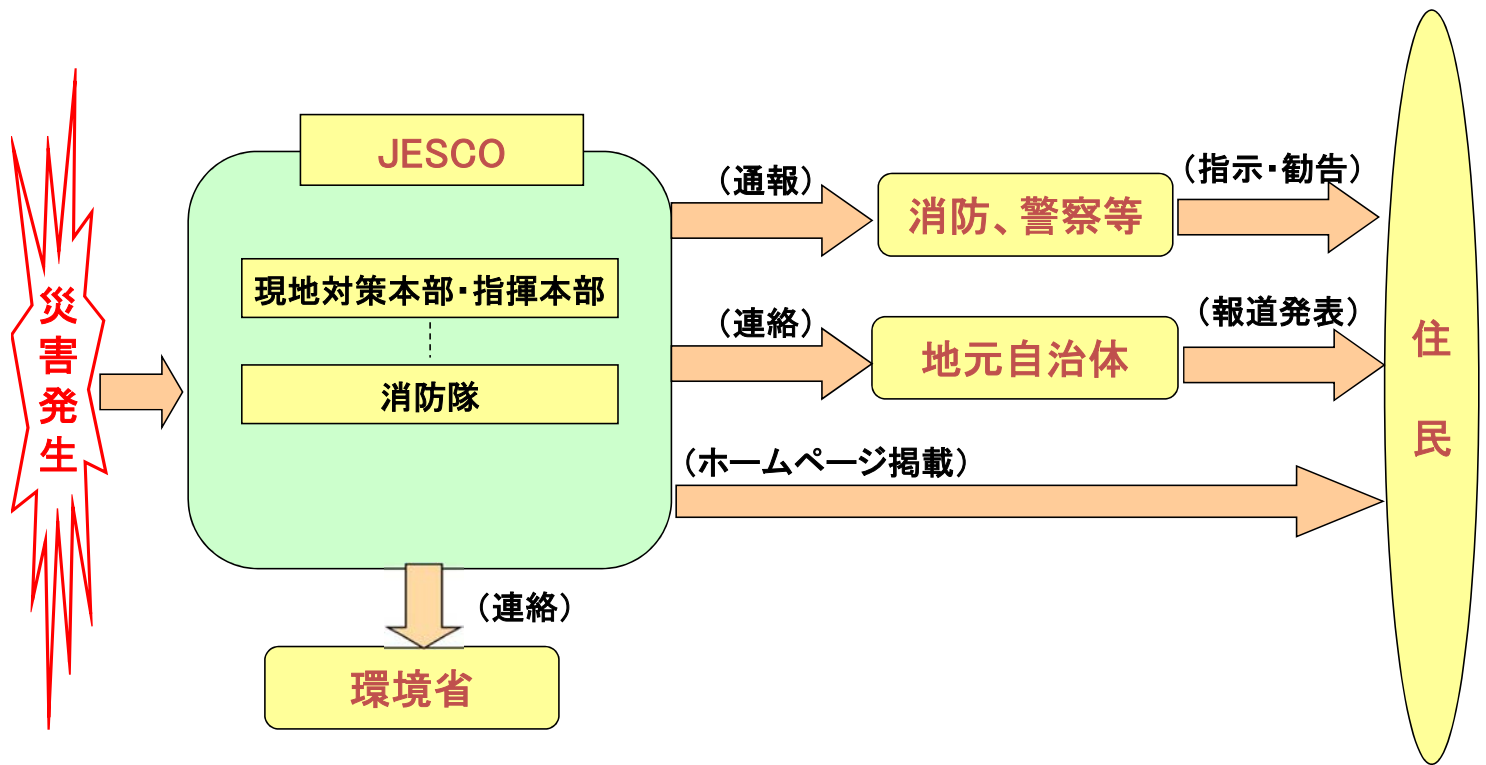 災害発生
JESCO
現地対策本部・指揮本部
消防隊
（通報）
消防、警察等
（指示・勧告）
（連絡）
地元自治体
（報道発表）
（ホームページ掲載）
（連絡）
環境省
住民